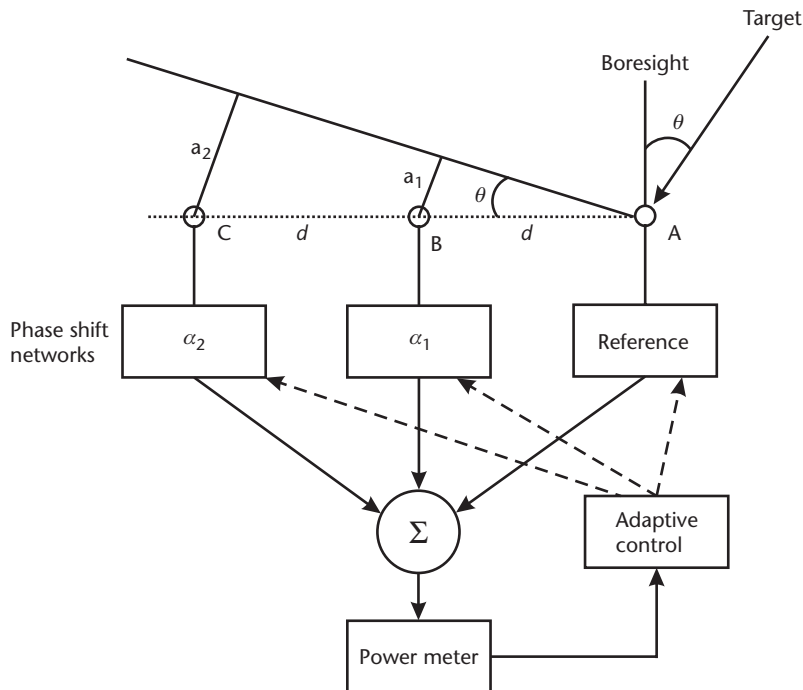 Target
Boresight
θ
a₂
a₁
θ
C
d
B
d
A
Phase shift
networks
α₂
α₁
Reference
Σ
Adaptive
control
Power meter